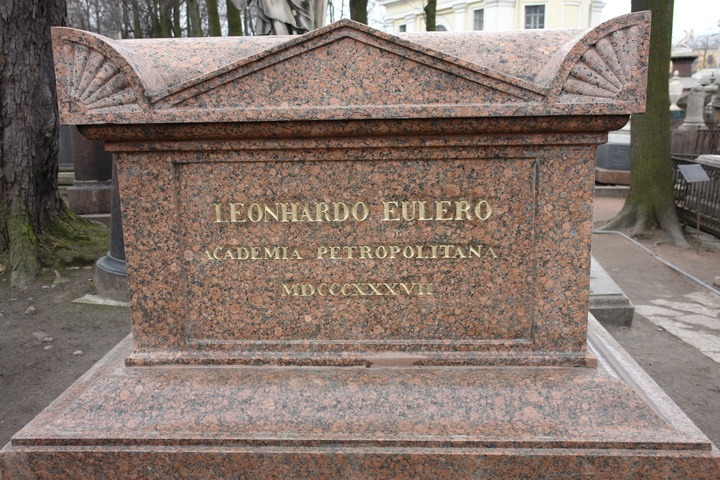 LEONHARDO EULERO
ACADEMIA PETROPOLITANA
MDCCCXXXVII